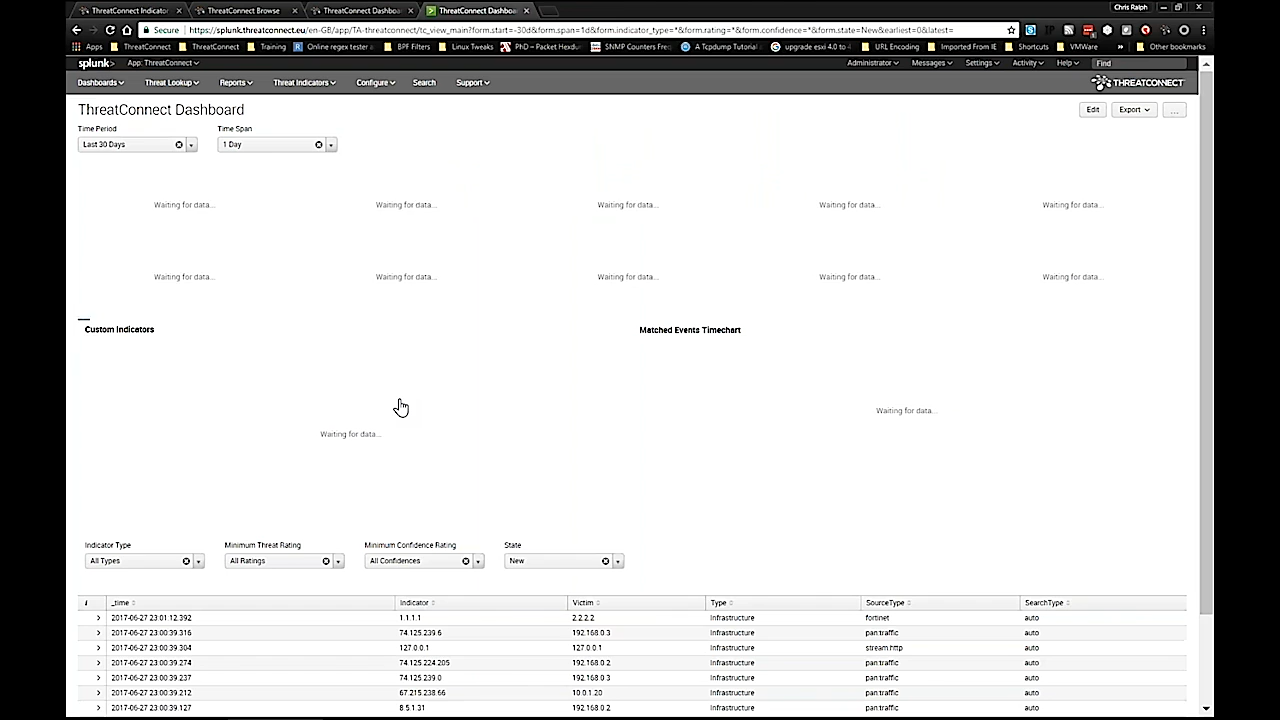 ThreatConnect Indicator
ThreatConnect Browse
ThreatConnect Dashboa
ThreatConnect Dashboa
Chris Ralph
Secure
https://splunk.threatconnect.eu/en-GB/app/TA-threatconnect/tc_view_main?form.start=-30d&form.span=1d&form.indicator_type=*&form.rating=*&form.confidence=*&form.state=New&earliest=0&latest=
Apps ThreatConnect ThreatConnect Training Online regex tester a BPF Filters Linux Tweaks PhD – Packet Hexdum SNMP Counters Freq A Tcpdump Tutorial upgrade esxi 4.0 to 4 URL Encoding Imported From IE Shortcuts VMWare » Other bookmarks
splunk> App: ThreatConnect Administrator Messages Settings Activity Help Find
Dashboards Threat Lookup Reports Threat Indicators Configure Search Support THREATCONNECT
ThreatConnect Dashboard
Edit Export ...
Time Period Time Span
Last 30 Days 1 Day
Waiting for data... Waiting for data... Waiting for data... Waiting for data... Waiting for data...
Waiting for data... Waiting for data... Waiting for data... Waiting for data... Waiting for data...
Custom Indicators Matched Events Timechart
Waiting for data...
Waiting for data...
Indicator Type Minimum Threat Rating Minimum Confidence Rating State
All Types All Ratings All Confidences New
i _time Indicator Victim Type SourceType SearchType
2017-06-27 23:01:12.392 1.1.1.1 2.2.2.2 Infrastructure fortinet auto
2017-06-27 23:00:39.316 74.125.239.6 192.168.0.3 Infrastructure pan:traffic auto
2017-06-27 23:00:39.304 127.0.0.1 127.0.0.1 Infrastructure stream:http auto
2017-06-27 23:00:39.274 74.125.224.205 192.168.0.2 Infrastructure pan:traffic auto
2017-06-27 23:00:39.237 74.125.239.0 192.168.0.3 Infrastructure pan:traffic auto
2017-06-27 23:00:39.212 67.215.238.66 10.0.1.20 Infrastructure pan:traffic auto
2017-06-27 23:00:39.127 8.5.1.31 192.168.0.2 Infrastructure pan:traffic auto